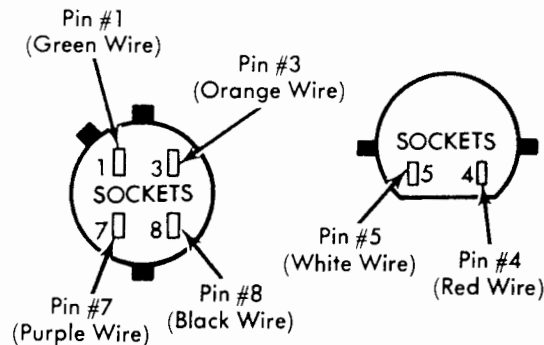 Pin #1
(Green Wire)
Pin #3
(Orange Wire)
1
3
SOCKETS
7
8
Pin #7
(Purple Wire)
Pin #8
(Black Wire)
SOCKETS
5
4
Pin #5
(White Wire)
Pin #4
(Red Wire)